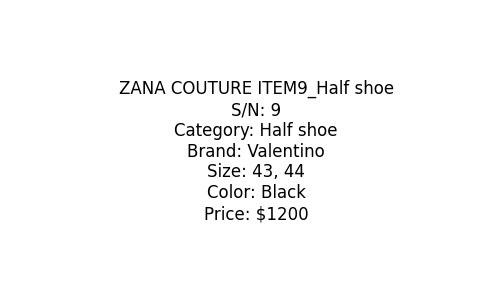 ZANA COUTURE ITEM9_Half shoe
S/N: 9
Category: Half shoe
Brand: Valentino
Size: 43, 44
Color: Black
Price: $1200